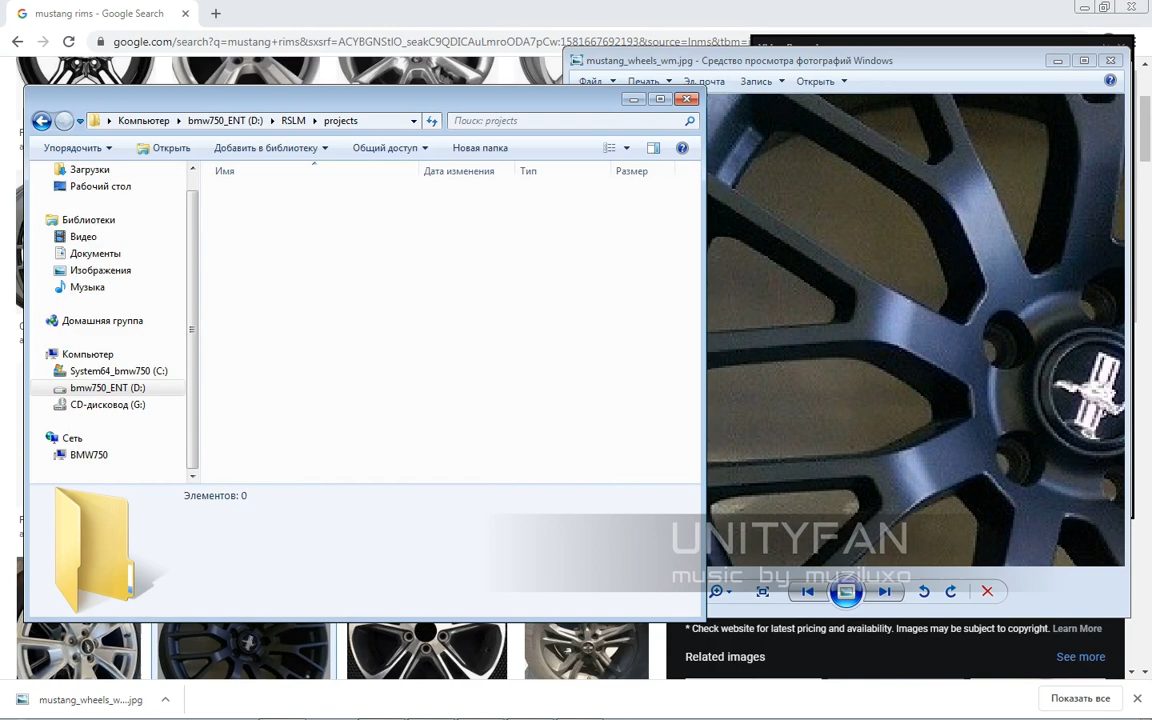 mustang rims - Google Search
google.com/search?q=mustang+rims&sxsrf=ACYBGNStlO_seakC9QDICAuLmroODA7pCw:1581667692193&source=lnms&tbm=
mustang_wheels_wm.jpg - Средство просмотра фотографий Windows
Файл Печать Эл. почта Запись Открыть
Компьютер bmw750_ENT (D:) RSLM projects
Поиск: projects
Упорядочить Открыть Добавить в библиотеку Общий доступ Новая папка
Имя Дата изменения Тип Размер
Загрузки
Рабочий стол
Библиотеки
Видео
Документы
Изображения
Музыка
Домашняя группа
Компьютер
System64_bmw750 (C:)
bmw750_ENT (D:)
CD-дисковод (G:)
Сеть
BMW750
Элементов: 0
UNITYFAN
music by muziluxo
* Check website for latest pricing and availability. Images may be subject to copyright. Learn More
Related images See more
mustang_wheels_w....jpg
Показать все